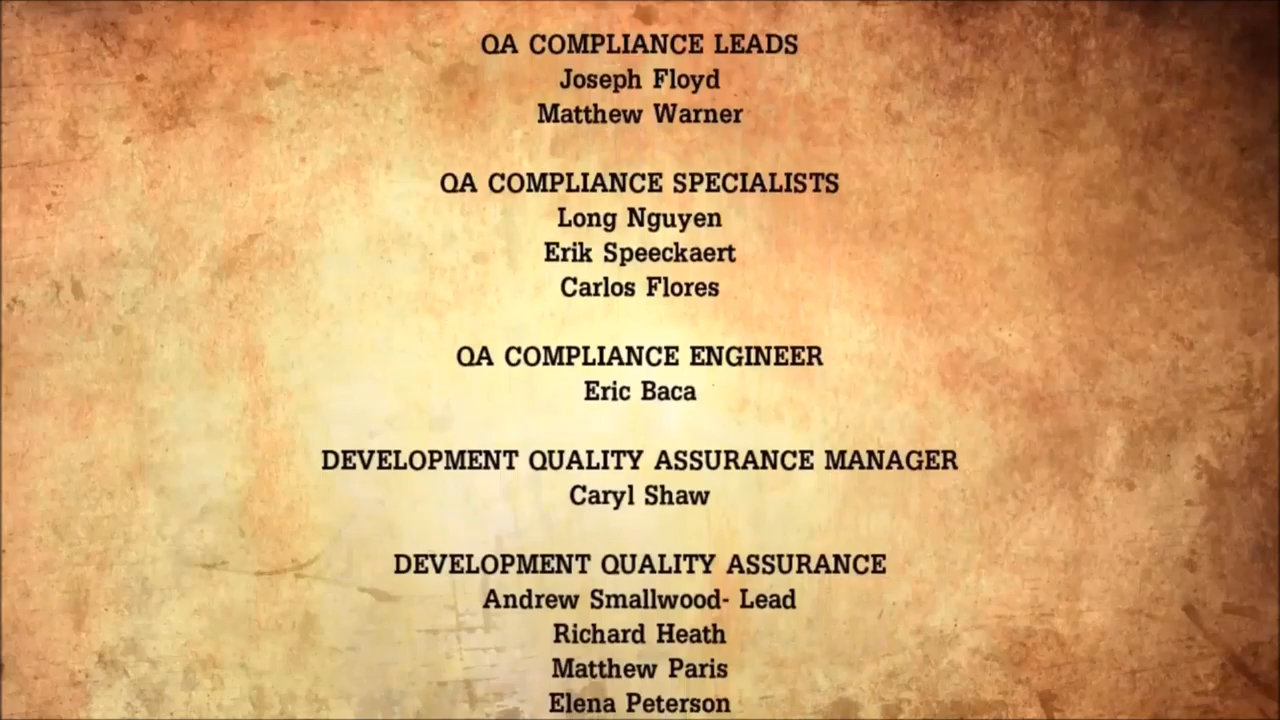 QA COMPLIANCE LEADS
Joseph Floyd
Matthew Warner
QA COMPLIANCE SPECIALISTS
Long Nguyen
Erik Speeckaert
Carlos Flores
QA COMPLIANCE ENGINEER
Eric Baca
DEVELOPMENT QUALITY ASSURANCE MANAGER
Caryl Shaw
DEVELOPMENT QUALITY ASSURANCE
Andrew Smallwood- Lead
Richard Heath
Matthew Paris
Elena Peterson